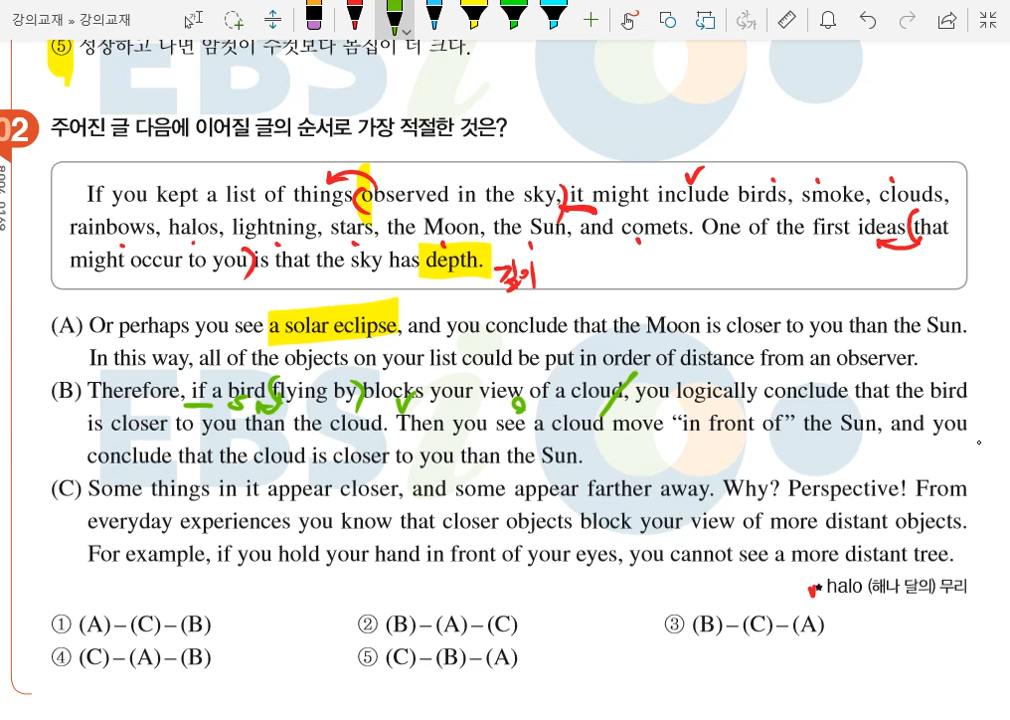 강의교재 » 강의교재
⑤ 성장하고 나면 암컷이 수컷보다 몸집이 더 크다.
02 주어진 글 다음에 이어질 글의 순서로 가장 적절한 것은?
If you kept a list of things observed in the sky, it might include birds, smoke, clouds,
rainbows, halos, lightning, stars, the Moon, the Sun, and comets. One of the first ideas that
might occur to you is that the sky has depth.
깊이
(A) Or perhaps you see a solar eclipse, and you conclude that the Moon is closer to you than the Sun.
In this way, all of the objects on your list could be put in order of distance from an observer.
(B) Therefore, if a bird flying by blocks your view of a cloud, you logically conclude that the bird
is closer to you than the cloud. Then you see a cloud move “in front of” the Sun, and you
conclude that the cloud is closer to you than the Sun.
(C) Some things in it appear closer, and some appear farther away. Why? Perspective! From
everyday experiences you know that closer objects block your view of more distant objects.
For example, if you hold your hand in front of your eyes, you cannot see a more distant tree.
* halo (해나 달의) 무리
① (A)–(C)–(B) ② (B)–(A)–(C) ③ (B)–(C)–(A)
④ (C)–(A)–(B) ⑤ (C)–(B)–(A)